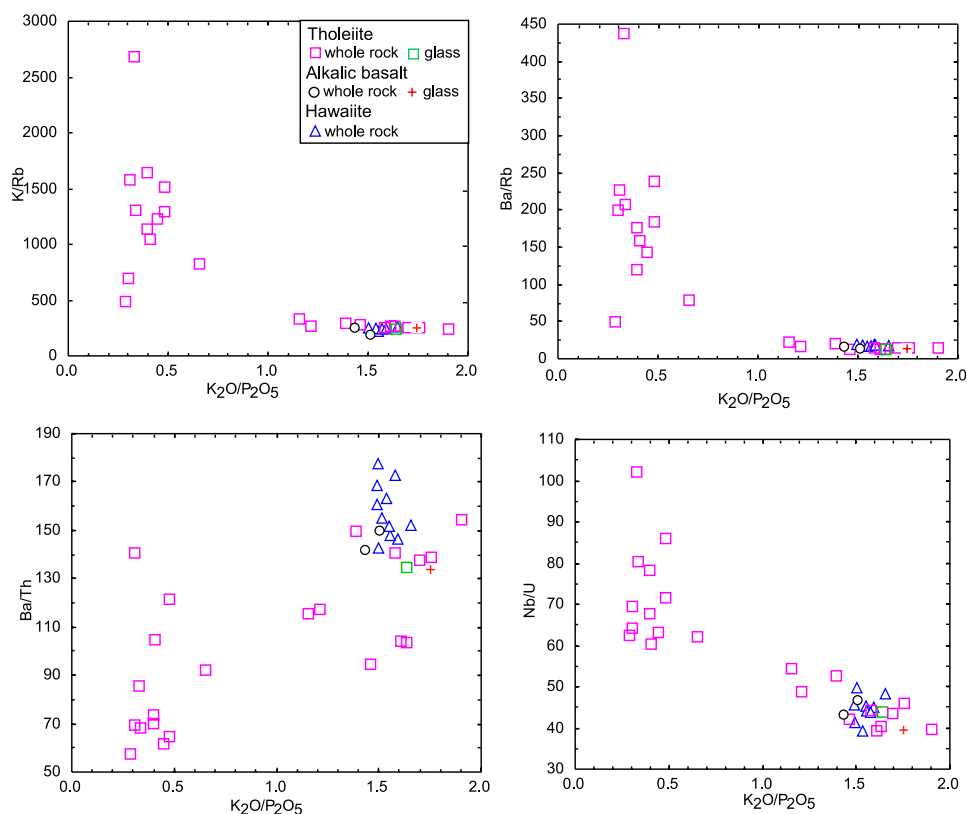 3000
2500
2000
1500
1000
500
0
K/Rb
0.0 0.5 1.0 1.5 2.0
K2O/P2O5
Tholeiite
whole rock glass
Alkalic basalt
whole rock glass
Hawaiite
whole rock
450
400
350
300
250
200
150
100
50
0
Ba/Rb
0.0 0.5 1.0 1.5 2.0
K2O/P2O5
190
170
150
130
110
90
70
50
Ba/Th
0.0 0.5 1.0 1.5 2.0
K2O/P2O5
110
100
90
80
70
60
50
40
30
Nb/U
0.0 0.5 1.0 1.5 2.0
K2O/P2O5